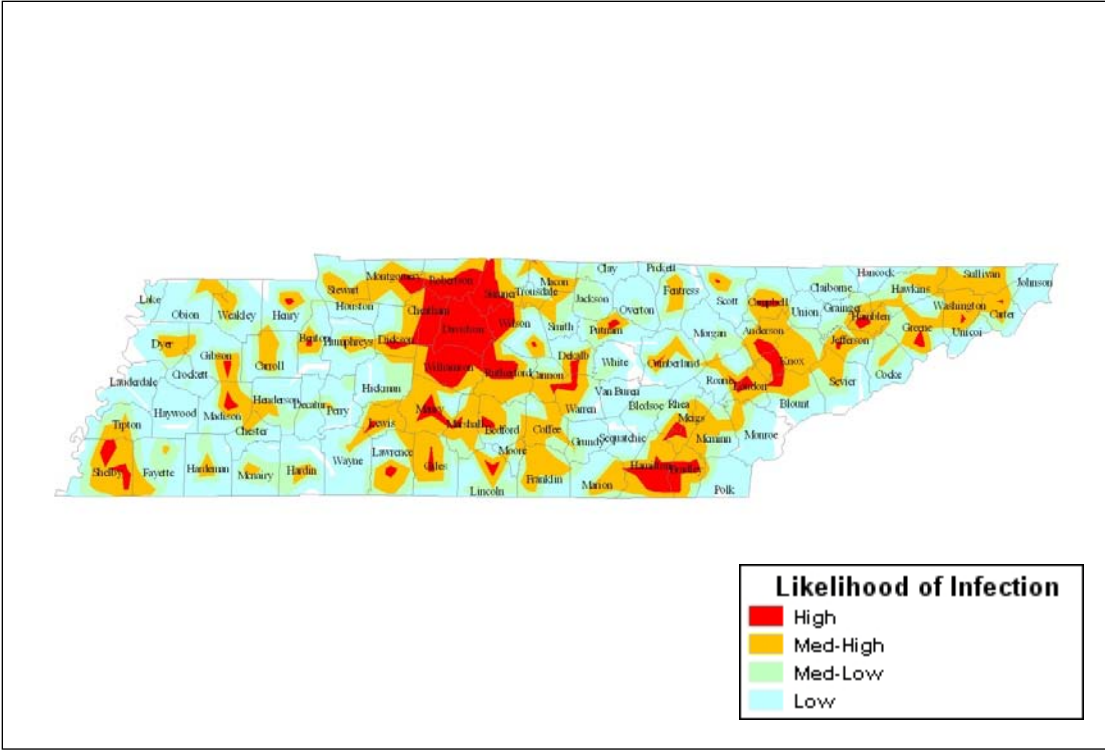 Clay Pickett Hancock
Sullivan
Montgomery Robertson Macon Fentress Claiborne Hawkins Johnson
Stewart Sumner Trousdale Jackson Scott Campbell
Lake Houston Cheatham Overton Union Grainger Washington Carter
Obion Weakley Henry Davidson Wilson Smith Putnam Morgan Anderson Hamblen Greene Unicoi
Dyer Benton Humphreys Dickson Jefferson
Gibson Carroll Williamson Rutherford Cannon Dekalb White Cumberland Knox
Lauderdale Crockett Hickman Van Buren Roane Loudon Sevier Cocke
Haywood Madison Henderson Decatur Perry Maury Warren Bledsoe Rhea Blount
Tipton Chester Lewis Marshall Bedford Coffee Meigs
Shelby Fayette Hardeman Mcnairy Hardin Wayne Lawrence Giles Moore Grundy Sequatchie Mcminn Monroe
Lincoln Franklin Marion Hamilton Bradley Polk
Likelihood of Infection
High
Med-High
Med-Low
Low